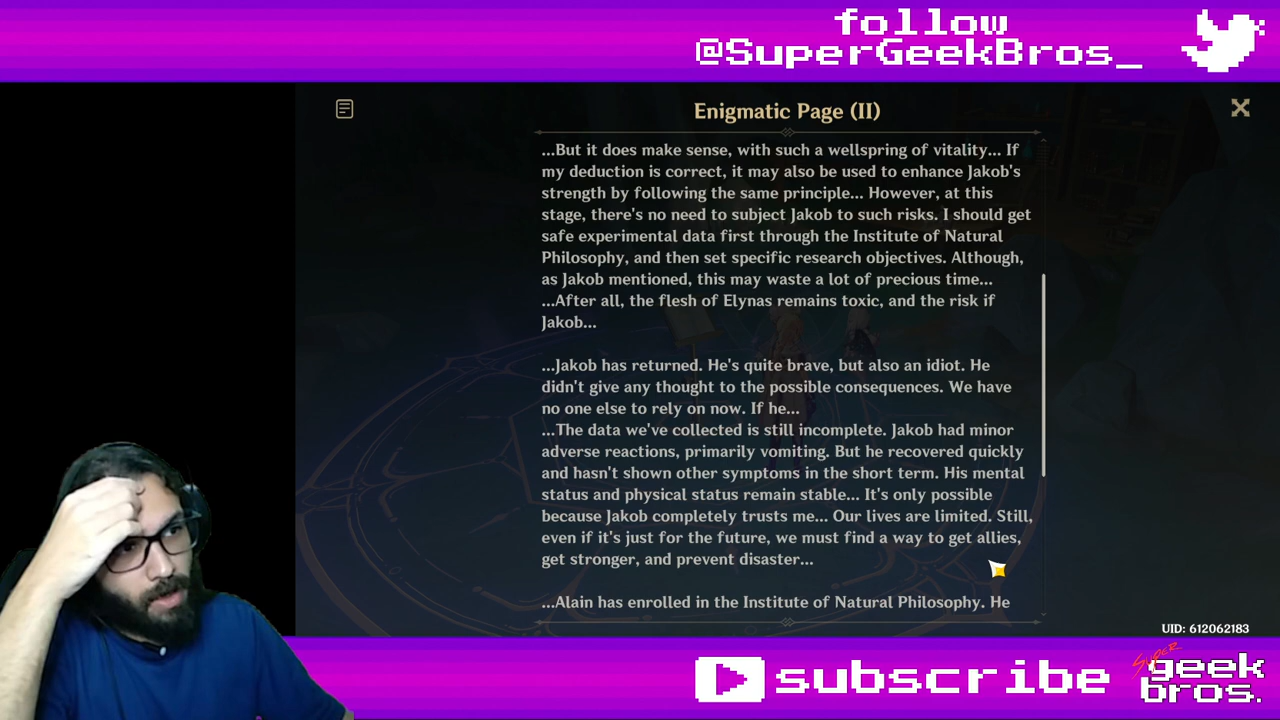 follow
@SuperGeekBros_
Enigmatic Page (II)
...But it does make sense, with such a wellspring of vitality... If
my deduction is correct, it may also be used to enhance Jakob's
strength by following the same principle... However, at this
stage, there's no need to subject Jakob to such risks. I should get
safe experimental data first through the Institute of Natural
Philosophy, and then set specific research objectives. Although,
as Jakob mentioned, this may waste a lot of precious time...
...After all, the flesh of Elynas remains toxic, and the risk if
Jakob...
...Jakob has returned. He's quite brave, but also an idiot. He
didn't give any thought to the possible consequences. We have
no one else to rely on now. If he...
...The data we've collected is still incomplete. Jakob had minor
adverse reactions, primarily vomiting. But he recovered quickly
and hasn't shown other symptoms in the short term. His mental
status and physical status remain stable... It's only possible
because Jakob completely trusts me... Our lives are limited. Still,
even if it's just for the future, we must find a way to get allies,
get stronger, and prevent disaster...
...Alain has enrolled in the Institute of Natural Philosophy. He
UID: 612062183
subscribe
SUPER
geek
bros.